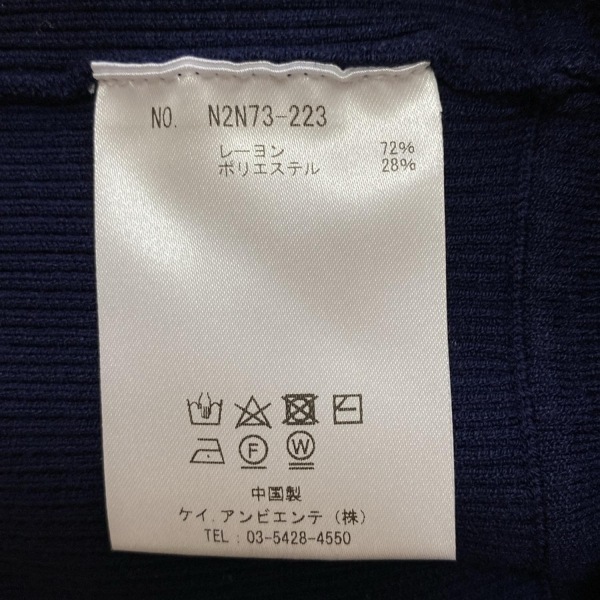 NO. N2N73-223
レーヨン 72%
ポリエステル 28%
F W
中国製
ケイ.アンビエンテ(株)
TEL : 03-5428-4550